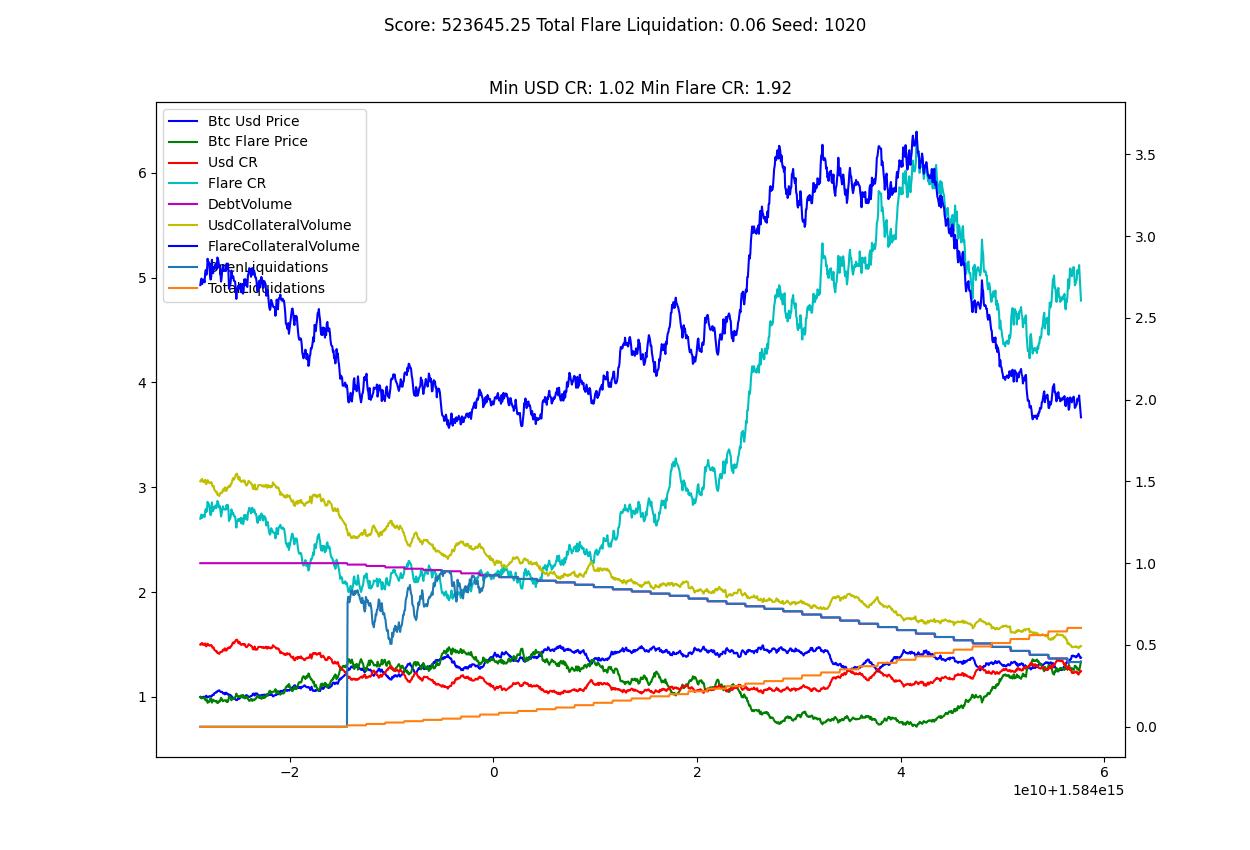 Score: 523645.25 Total Flare Liquidation: 0.06 Seed: 1020
Min USD CR: 1.02 Min Flare CR: 1.92
Btc Usd Price
Btc Flare Price
Usd CR
Flare CR
DebtVolume
UsdCollateralVolume
FlareCollateralVolume
OpenLiquidations
TotalLiquidations
6
5
4
3
2
1
3.5
3.0
2.5
2.0
1.5
1.0
0.5
0.0
−2 0 2 4 6
1e10+1.584e15